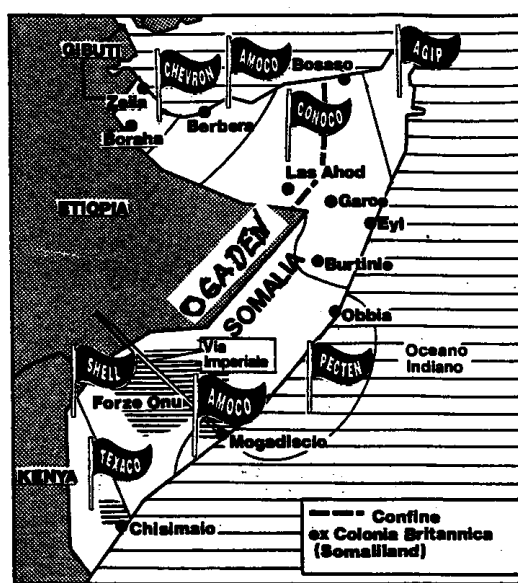 GIBUTI
CHEVRON
AMOCO
Bosaso
AGIP
Zeila
Boraha
Berbera
CONOCO
Las Ahod
Garoe
ETIOPIA
Eyl
OGADEN
SOMALIA
Burtinle
Obbia
Via
Imperiale
SHELL
Forze Onu
AMOCO
PECTEN
Oceano
Indiano
TEXACO
Mogadiscio
KENYA
Chisimaio
Confine
ex Colonia Britannica
(Somaliland)